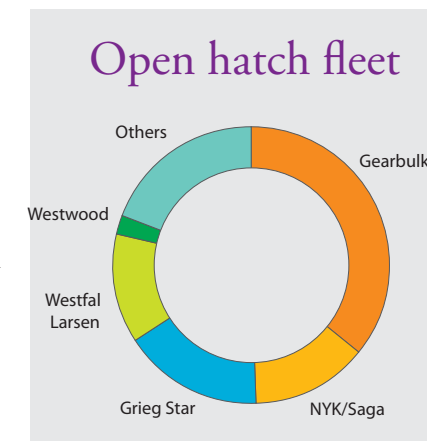 Open hatch fleet
Others
Gearbulk
Westwood
Westfal
Larsen
Grieg Star
NYK/Saga